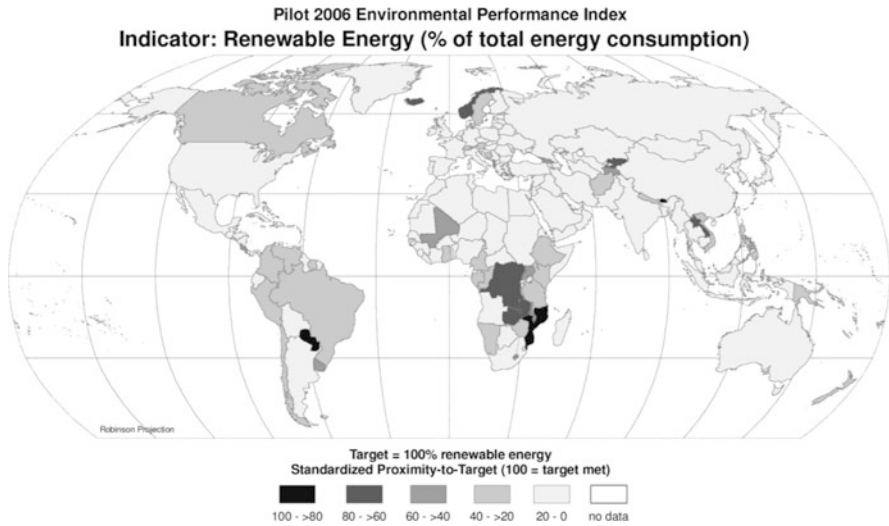 Pilot 2006 Environmental Performance Index
Indicator: Renewable Energy (% of total energy consumption)
Robinson Projection
Target = 100% renewable energy
Standardized Proximity-to-Target (100 = target met)
100 - >80 80 - >60 60 - >40 40 - >20 20 - 0 no data